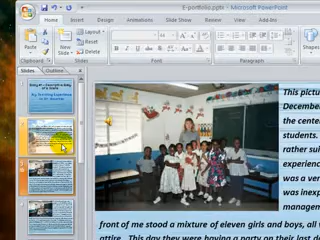 E-portfolio.pptx - Microsoft PowerPoint
Home Insert Design Animations Slide Show Review View Add-Ins
Paste
New Slide
Layout
Reset
Delete
Shapes
Clipboard Slides Font Paragraph
Slides Outline
This pictu
December
the center
students.
rather sui
experienc
was a ver
was inexp
managem
front of me stood a mixture of eleven girls and boys, all
attire. This day they were having a party on their last d